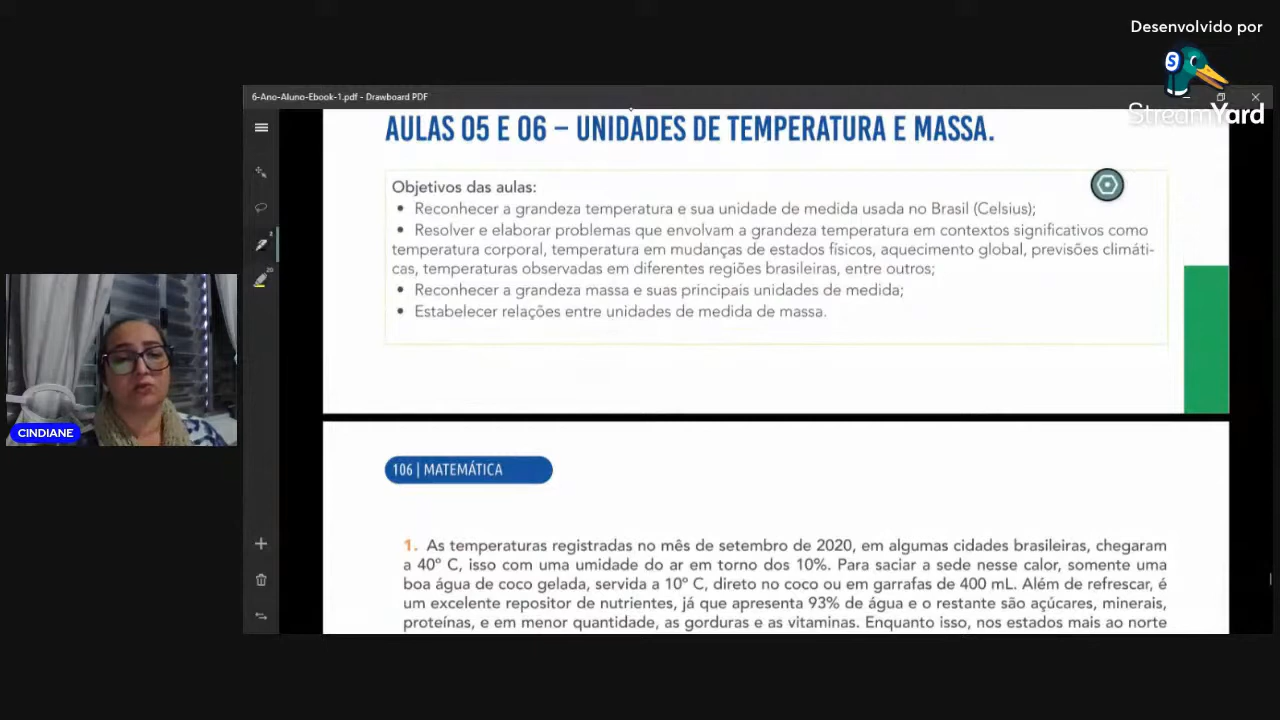 Desenvolvido por
S
StreamYard
6-Ano-Aluno-Ebook-1.pdf - Drawboard PDF
AULAS 05 E 06 – UNIDADES DE TEMPERATURA E MASSA.
Objetivos das aulas:
• Reconhecer a grandeza temperatura e sua unidade de medida usada no Brasil (Celsius);
• Resolver e elaborar problemas que envolvam a grandeza temperatura em contextos significativos como
temperatura corporal, temperatura em mudanças de estados físicos, aquecimento global, previsões climáti-
cas, temperaturas observadas em diferentes regiões brasileiras, entre outros;
• Reconhecer a grandeza massa e suas principais unidades de medida;
• Estabelecer relações entre unidades de medida de massa.
CINDIANE
106 | MATEMÁTICA
1. As temperaturas registradas no mês de setembro de 2020, em algumas cidades brasileiras, chegaram
a 40º C, isso com uma umidade do ar em torno dos 10%. Para saciar a sede nesse calor, somente uma
boa água de coco gelada, servida a 10º C, direto no coco ou em garrafas de 400 mL. Além de refrescar, é
um excelente repositor de nutrientes, já que apresenta 93% de água e o restante são açúcares, minerais,
proteínas, e em menor quantidade, as gorduras e as vitaminas. Enquanto isso, nos estados mais ao norte